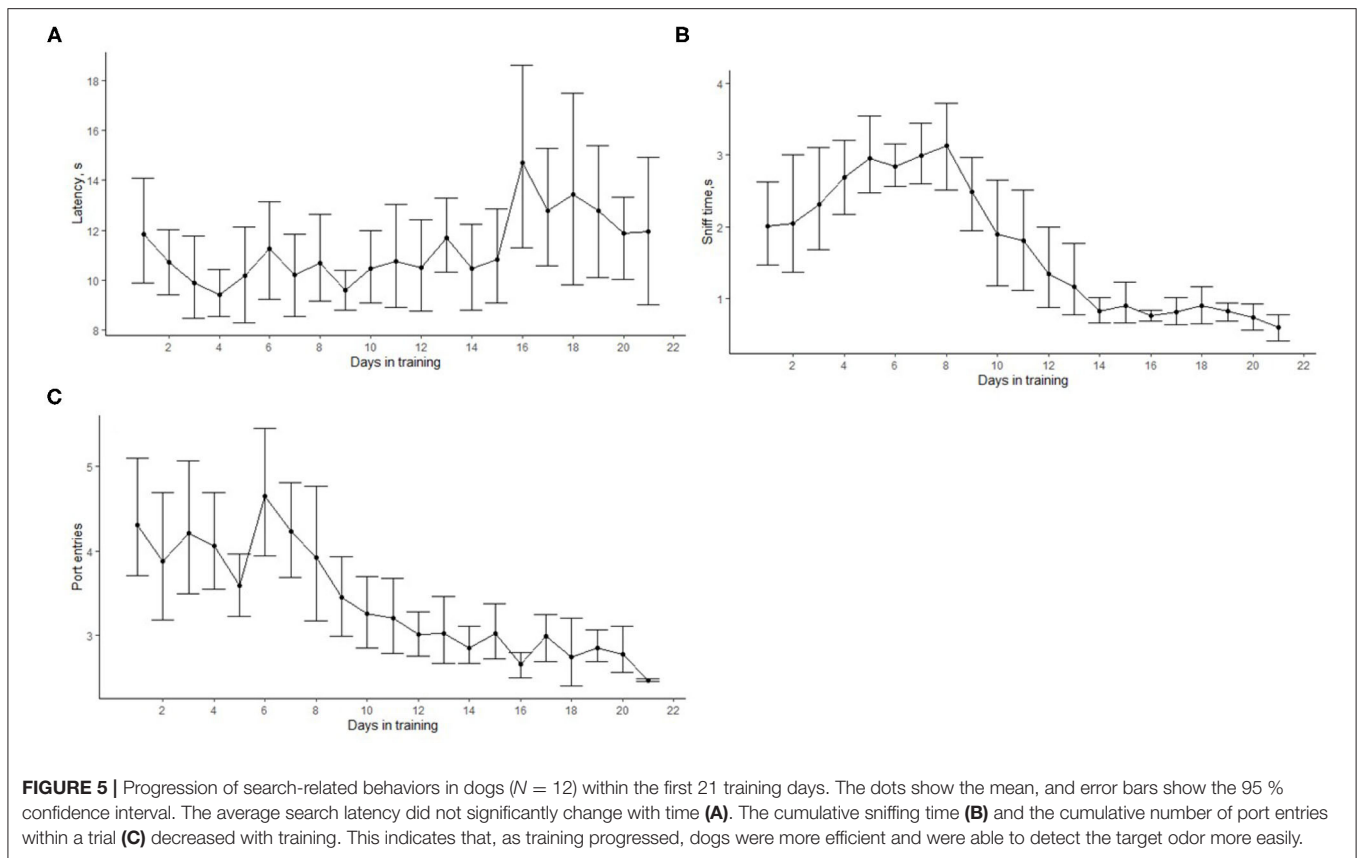 A
Latency, s
18
16
14
12
10
8
2 4 6 8 10 12 14 16 18 20 22
Days in training
B
Sniff time,s
4
3
2
1
2 4 6 8 10 12 14 16 18 20 22
Days in training
C
Port entries
5
4
3
2 4 6 8 10 12 14 16 18 20 22
Days in training
FIGURE 5 | Progression of search-related behaviors in dogs (N = 12) within the first 21 training days. The dots show the mean, and error bars show the 95 %
confidence interval. The average search latency did not significantly change with time (A). The cumulative sniffing time (B) and the cumulative number of port entries
within a trial (C) decreased with training. This indicates that, as training progressed, dogs were more efficient and were able to detect the target odor more easily.